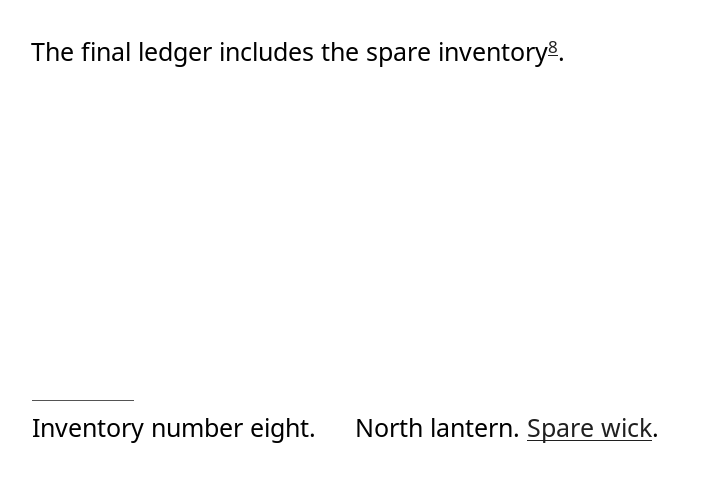 The final ledger includes the spare inventory⁸.
Inventory number eight. North lantern. Spare wick.